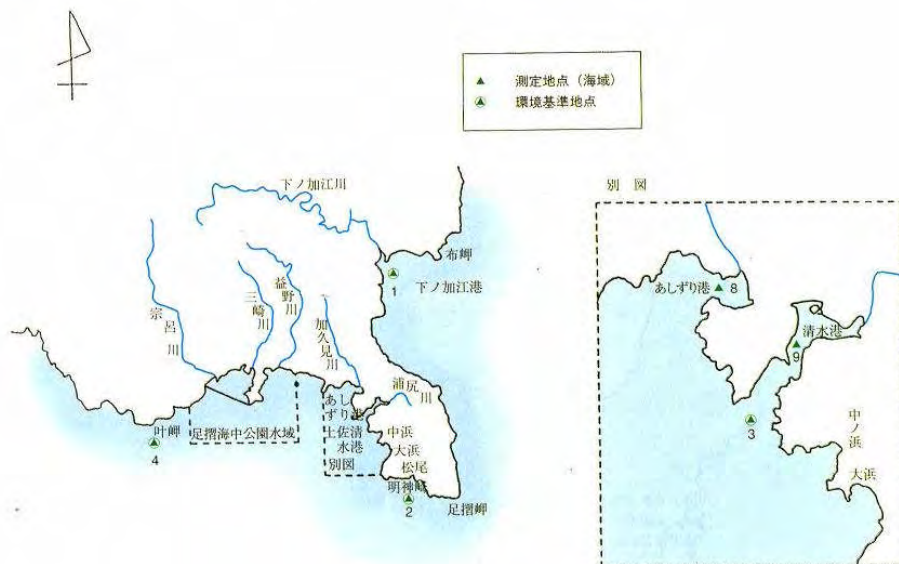 測定地点(海域)
環境基準地点
別図
下ノ加江川
布岬
1
下ノ加江港
宗呂川
三崎川
益野川
加久見川
浦尻川
あしずり港
土佐清水港
別図
中浜
大浜
松尾
足摺海中公園水域
叶岬
4
2
足摺岬
あしずり港
8
清水港
9
3
中ノ浜
大浜